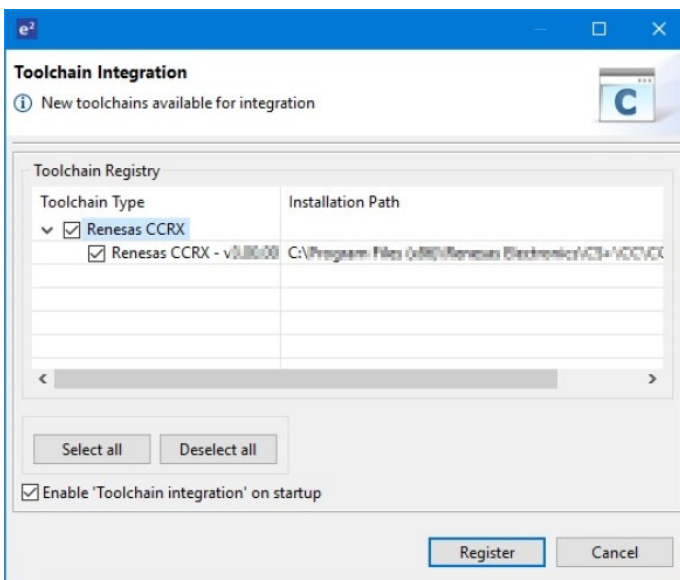 e²
Toolchain Integration
New toolchains available for integration
C
Toolchain Registry
Toolchain Type Installation Path
Renesas CCRX
Renesas CCRX - v C:\
Select all Deselect all
Enable 'Toolchain integration' on startup
Register Cancel